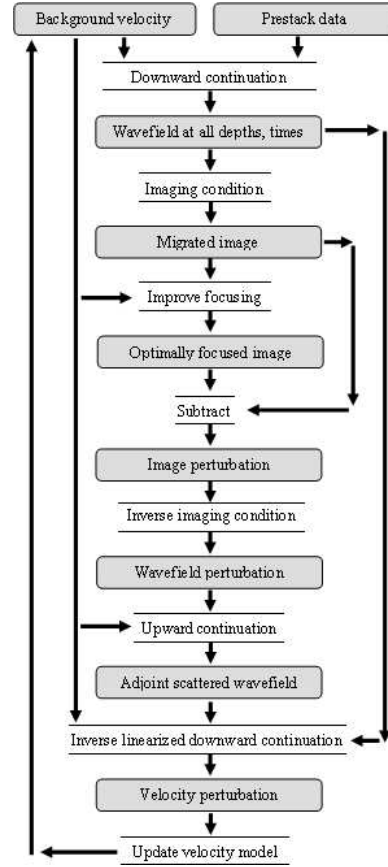 Background velocity
Prestack data
Downward continuation
Wavefield at all depths, times
Imaging condition
Migrated image
Improve focusing
Optimally focused image
Subtract
Image perturbation
Inverse imaging condition
Wavefield perturbation
Upward continuation
Adjoint scattered wavefield
Inverse linearized downward continuation
Velocity perturbation
Update velocity model